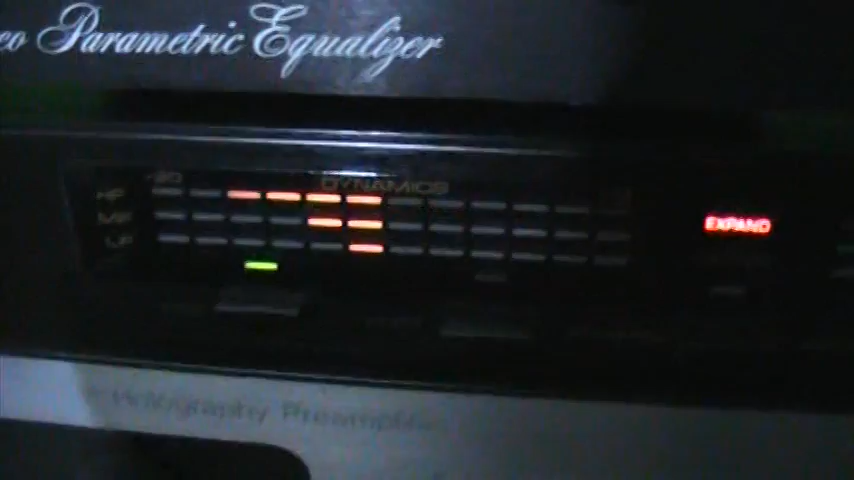 eo Parametric Equalizer
DYNAMICS
HF
MF
EXPAND
LF
Holography Preamplifier